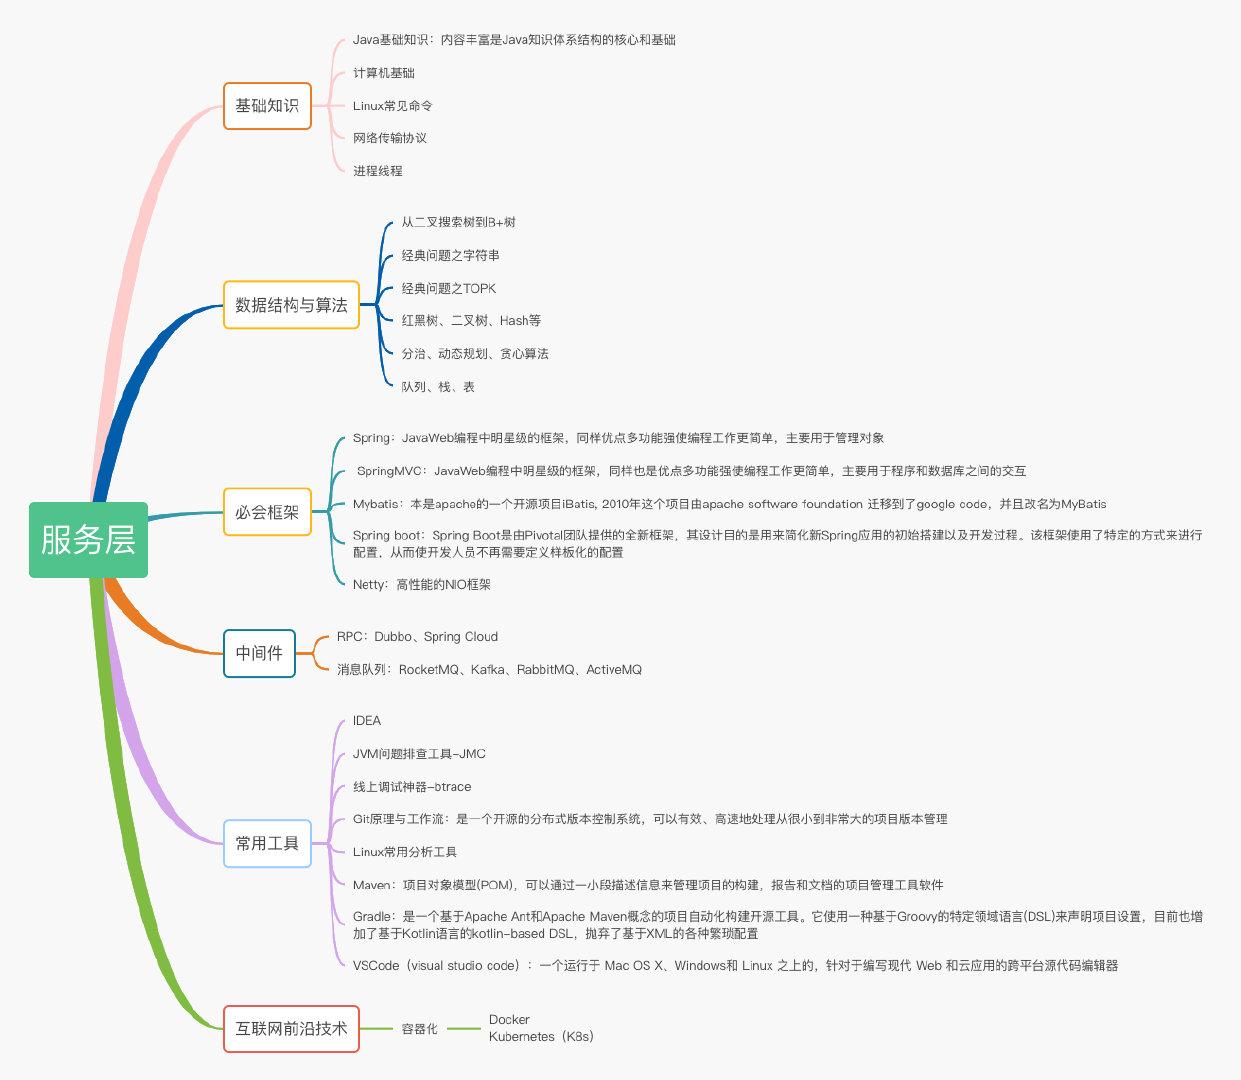 服务层
基础知识
Java基础知识：内容丰富是Java知识体系结构的核心和基础
计算机基础
Linux常见命令
网络传输协议
进程线程
数据结构与算法
从二叉搜索树到B+树
经典问题之字符串
经典问题之TOPK
红黑树、二叉树、Hash等
分治、动态规划、贪心算法
队列、栈、表
必会框架
Spring：JavaWeb编程中明星级的框架，同样优点多功能强使编程工作更简单，主要用于管理对象
SpringMVC：JavaWeb编程中明星级的框架，同样也是优点多功能强使编程工作更简单，主要用于程序和数据库之间的交互
Mybatis：本是apache的一个开源项目iBatis, 2010年这个项目由apache software foundation 迁移到了google code，并且改名为MyBatis
Spring boot：Spring Boot是由Pivotal团队提供的全新框架，其设计目的是用来简化新Spring应用的初始搭建以及开发过程。该框架使用了特定的方式来进行
配置，从而使开发人员不再需要定义样板化的配置
Netty：高性能的NIO框架
中间件
RPC：Dubbo、Spring Cloud
消息队列：RocketMQ、Kafka、RabbitMQ、ActiveMQ
常用工具
IDEA
JVM问题排查工具-JMC
线上调试神器-btrace
Git原理与工作流：是一个开源的分布式版本控制系统，可以有效、高速地处理从很小到非常大的项目版本管理
Linux常用分析工具
Maven：项目对象模型(POM)，可以通过一小段描述信息来管理项目的构建，报告和文档的项目管理工具软件
Gradle：是一个基于Apache Ant和Apache Maven概念的项目自动化构建开源工具。它使用一种基于Groovy的特定领域语言(DSL)来声明项目设置，目前也增
加了基于Kotlin语言的kotlin-based DSL，抛弃了基于XML的各种繁琐配置
VSCode（visual studio code）：一个运行于 Mac OS X、Windows和 Linux 之上的，针对于编写现代 Web 和云应用的跨平台源代码编辑器
互联网前沿技术
容器化
Docker
Kubernetes（K8s）